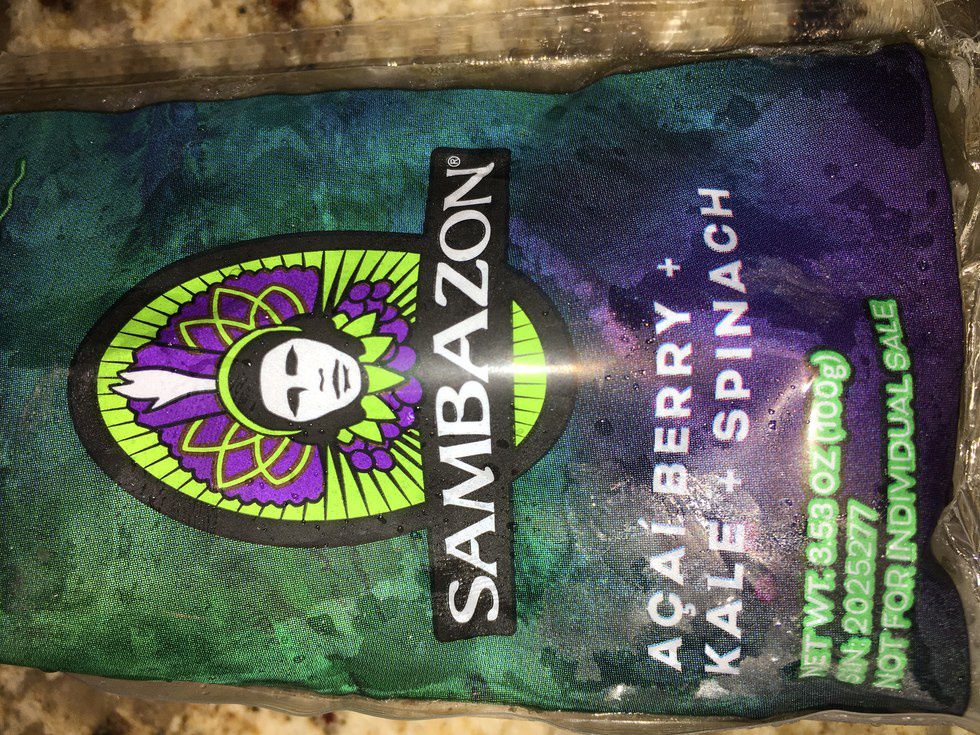 SAMBAZON®
AÇAÍ BERRY +
KALE + SPINACH
NET WT. 3.53 OZ (100g)
SIN: 2025277
NOT FOR INDIVIDUAL SALE